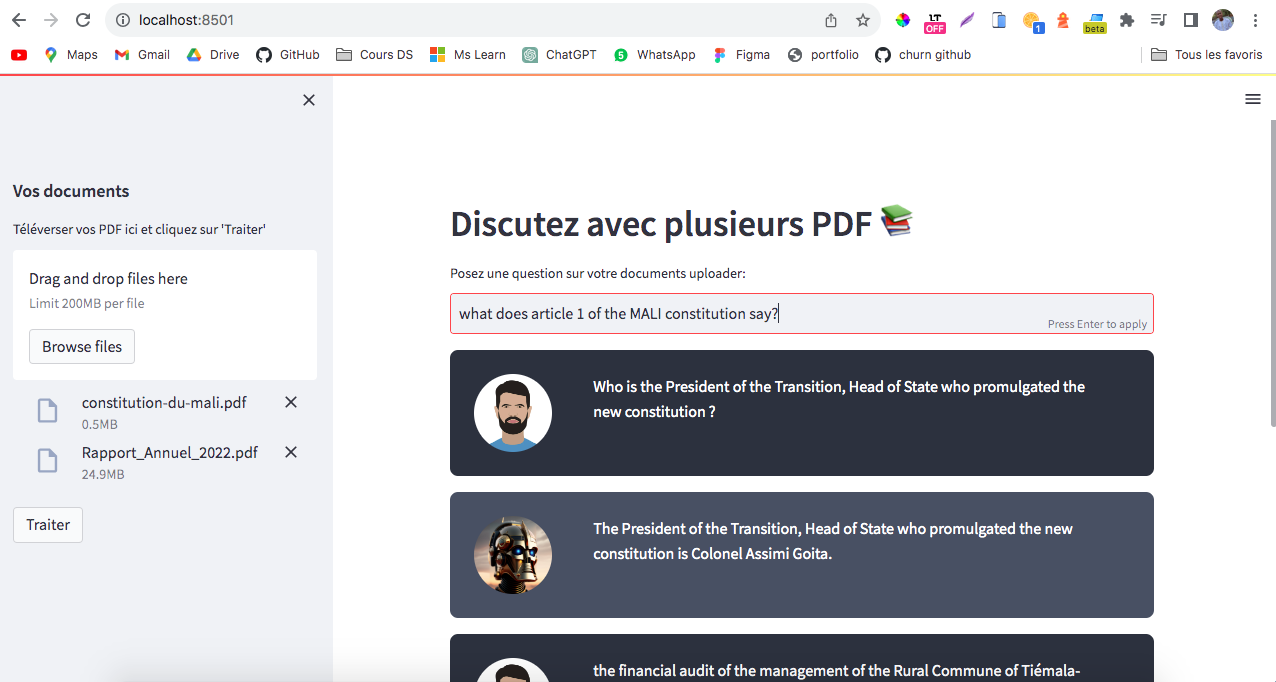 localhost:8501
LT
OFF
1
beta
Maps
Gmail
Drive
GitHub
Cours DS
Ms Learn
ChatGPT
5
WhatsApp
Figma
portfolio
churn github
Tous les favoris
Vos documents
Téléverser vos PDF ici et cliquez sur 'Traiter'
Drag and drop files here
Limit 200MB per file
Browse files
constitution-du-mali.pdf
0.5MB
Rapport_Annuel_2022.pdf
24.9MB
Traiter
Discutez avec plusieurs PDF
Posez une question sur votre documents uploader:
what does article 1 of the MALI constitution say?
Press Enter to apply
Who is the President of the Transition, Head of State who promulgated the
new constitution ?
The President of the Transition, Head of State who promulgated the new
constitution is Colonel Assimi Goita.
the financial audit of the management of the Rural Commune of Tiémala-